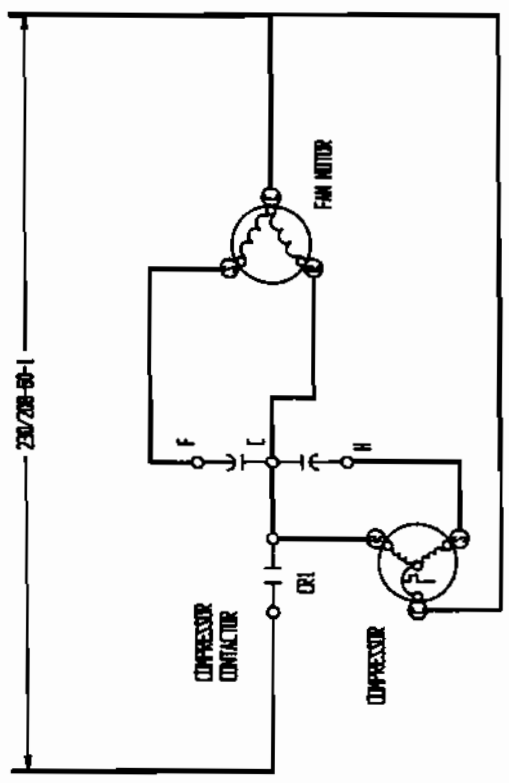 230/208-60-1
FAN MOTOR
F
C
H
CR1
COMPRESSOR
CONTACTOR
COMPRESSOR